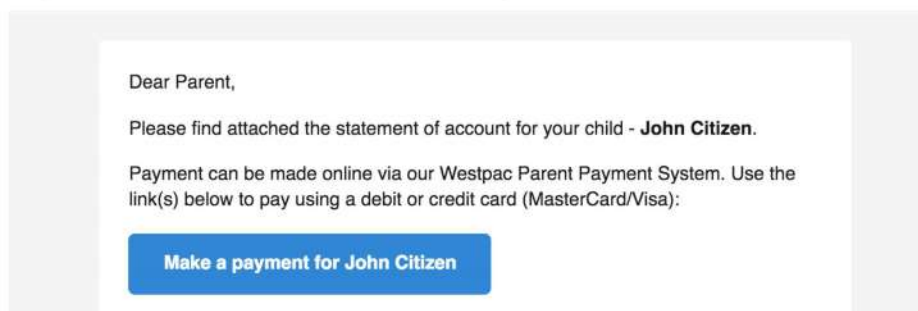 Dear Parent,
Please find attached the statement of account for your child - John Citizen.
Payment can be made online via our Westpac Parent Payment System. Use the
link(s) below to pay using a debit or credit card (MasterCard/Visa):
Make a payment for John Citizen